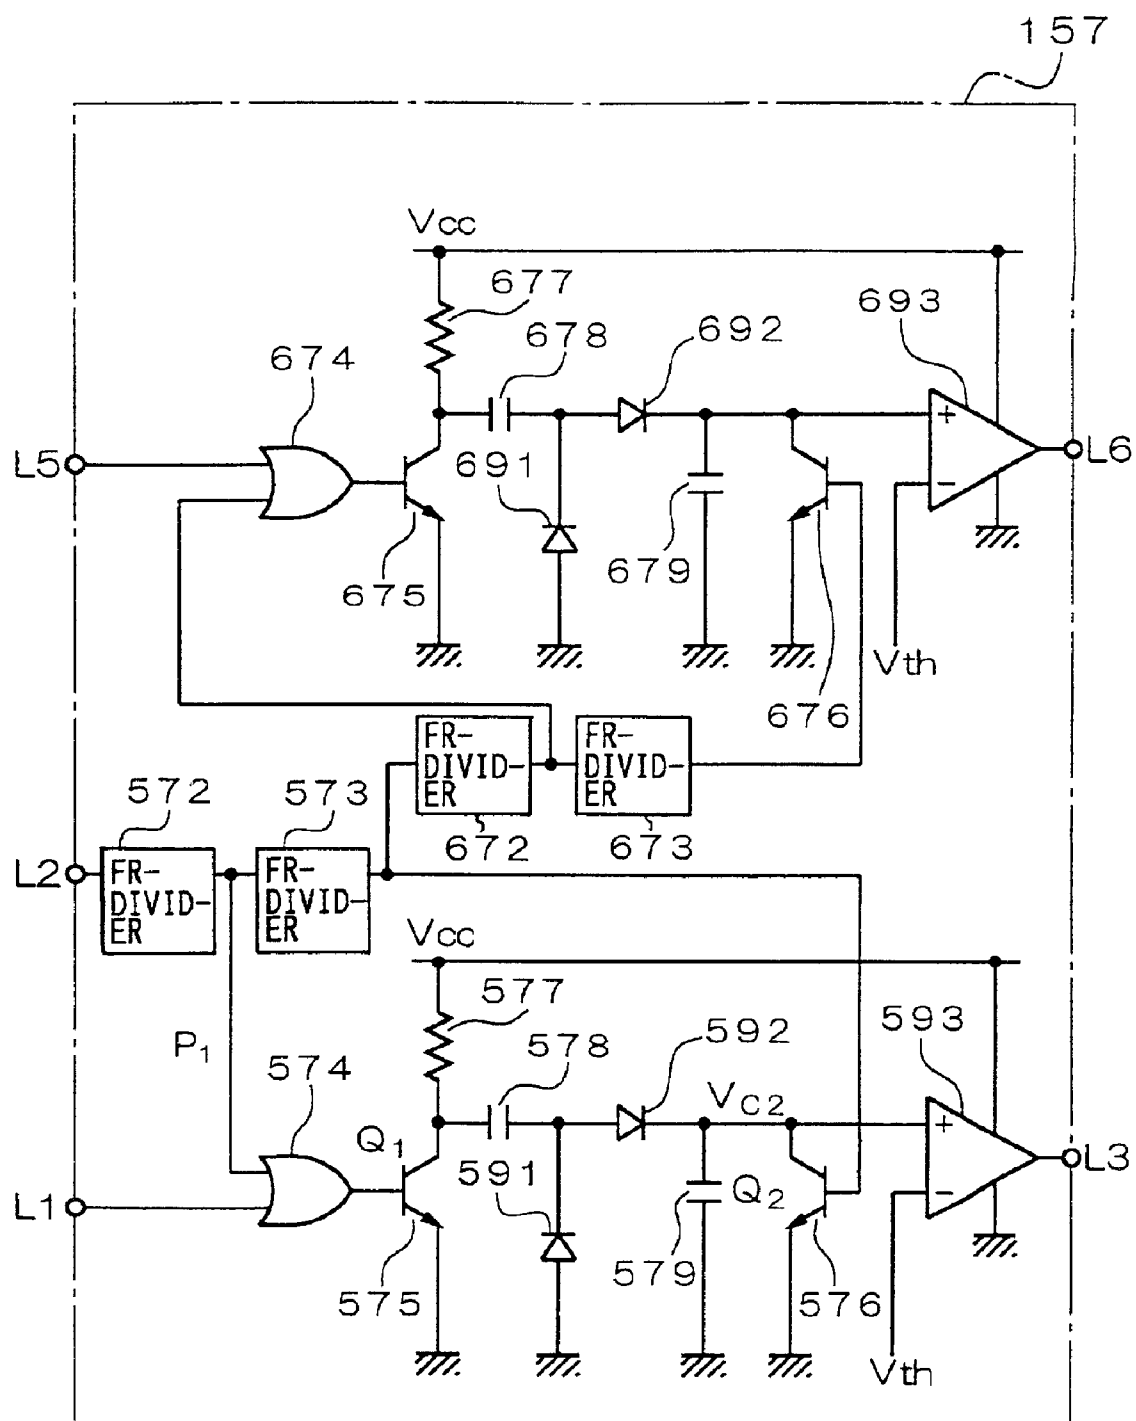 157
Vcc
677
678
692
693
674
L5
691
L6
+
−
675
679
676
Vth
FR-
DIVID-
ER
FR-
DIVID-
ER
672
673
572
573
L2
FR-
DIVID-
ER
FR-
DIVID-
ER
Vcc
577
578
592
593
P1
574
VC2
Q1
591
Q2
+
−
L3
L1
575
579
576
Vth